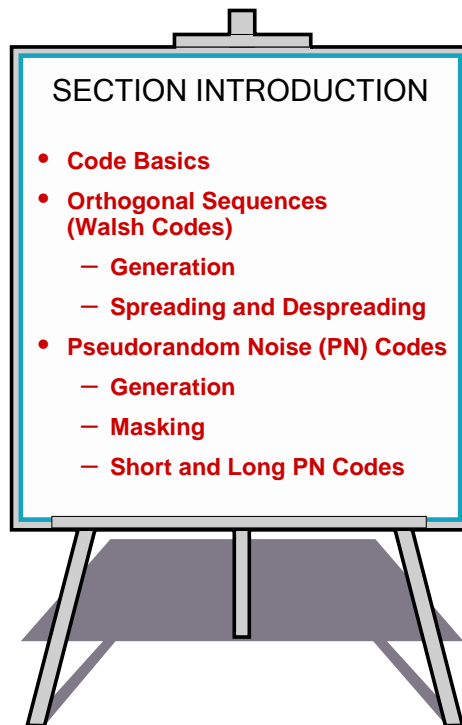 SECTION INTRODUCTION
• Code Basics
• Orthogonal Sequences
(Walsh Codes)
– Generation
– Spreading and Despreading
• Pseudorandom Noise (PN) Codes
– Generation
– Masking
– Short and Long PN Codes